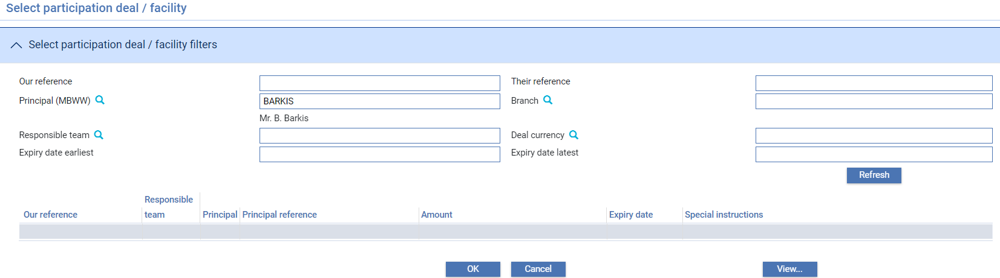 Select participation deal / facility
Select participation deal / facility filters
Our reference
Their reference
Principal (MBWW)
BARKIS
Branch
Mr. B. Barkis
Responsible team
Deal currency
Expiry date earliest
Expiry date latest
Refresh
Our reference
Responsible
team
Principal
Principal reference
Amount
Expiry date
Special instructions
OK
Cancel
View...